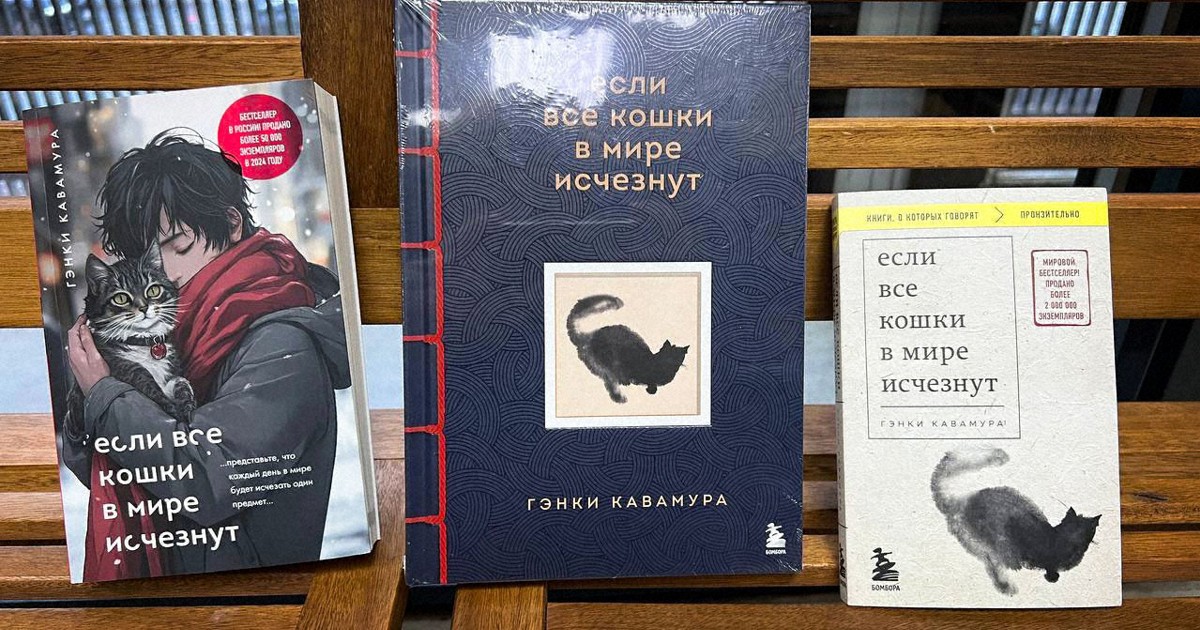 ГЭНКИ КАВАМУРА
БЕСТСЕЛЛЕР
В РОССИИ! ПРОДАНО
БОЛЕЕ 50 000
ЭКЗЕМПЛЯРОВ
В 2024 ГОДУ
если все
кошки
в мире
исчезнут
...представьте, что
каждый день в мире
будет исчезать один
предмет...
если
все кошки
в мире
исчезнут
ГЭНКИ КАВАМУРА
БОМБОРА
КНИГИ, О КОТОРЫХ ГОВОРЯТ > ПРОНЗИТЕЛЬНО
если
все
кошки
в мире
исчезнут
ГЭНКИ КАВАМУРА
МИРОВОЙ
БЕСТСЕЛЛЕР!
ПРОДАНО
БОЛЕЕ
2 000 000
ЭКЗЕМПЛЯРОВ
БОМБОРА